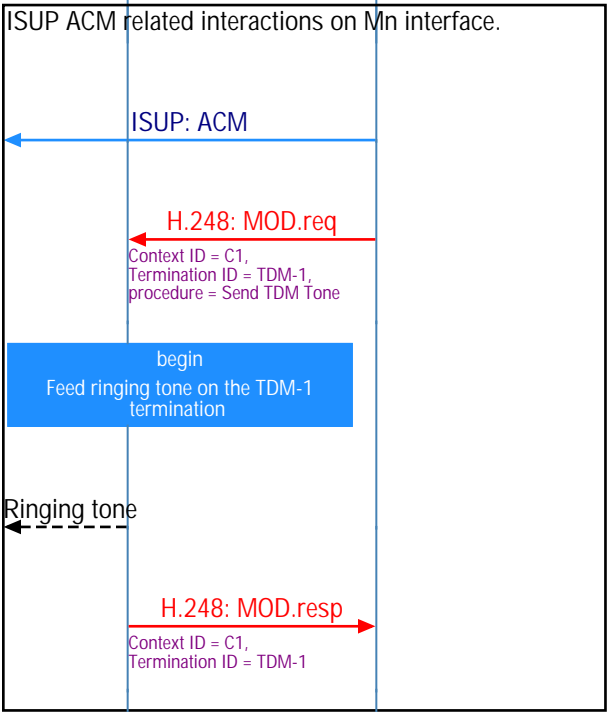 ISUP ACM related interactions on Mn interface.
ISUP: ACM
H.248: MOD.req
Context ID = C1,
Termination ID = TDM-1,
procedure = Send TDM Tone
begin
Feed ringing tone on the TDM-1
termination
Ringing tone
H.248: MOD.resp
Context ID = C1,
Termination ID = TDM-1